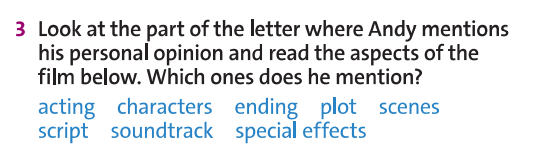 3 Look at the part of the letter where Andy mentions
his personal opinion and read the aspects of the
film below. Which ones does he mention?
acting characters ending plot scenes
script soundtrack special effects